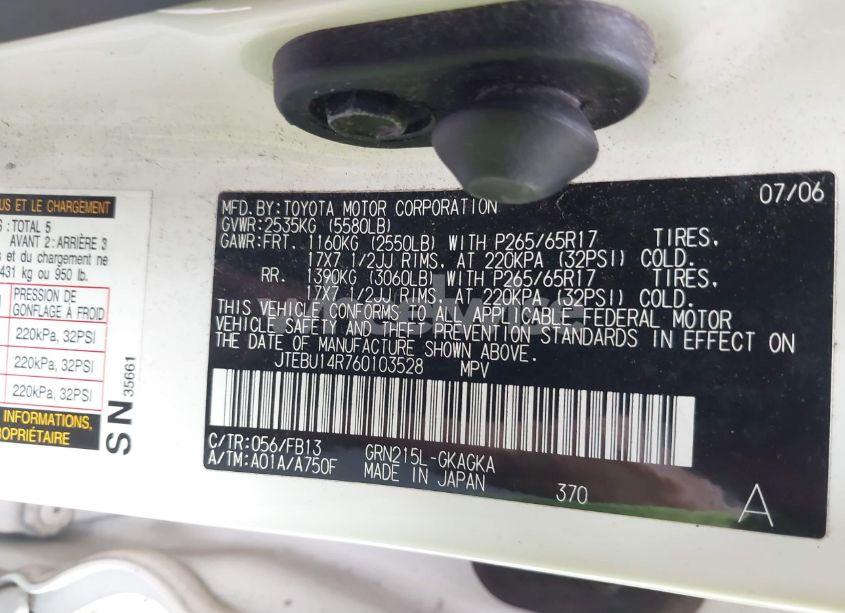 US ET LE CHARGEMENT
S : TOTAL 5
AVANT 2 : ARRIÈRE 3
s et du chargement ne
431 kg ou 950 lb.
PRESSION DE
GONFLAGE À FROID
220kPa, 32PSI
220kPa, 32PSI
220kPa, 32PSI
INFORMATIONS,
ROPRIÉTAIRE
SN 35661
07/06
MFD.BY:TOYOTA MOTOR CORPORATION
GVWR:2535KG (5580LB)
GAWR:FRT. 1160KG (2550LB) WITH P265/65R17 TIRES.
17X7 1/2JJ RIMS. AT 220KPA (32PSI) COLD.
RR. 1390KG (3060LB) WITH P265/65R17 TIRES.
17X7 1/2JJ RIMS. AT 220KPA (32PSI) COLD.
THIS VEHICLE CONFORMS TO ALL APPLICABLE FEDERAL MOTOR
VEHICLE SAFETY AND THEFT PREVENTION STANDARDS IN EFFECT ON
THE DATE OF MANUFACTURE SHOWN ABOVE.
JTEBU14R760103528 MPV
C/TR:056/FB13 GRN215L-GKAGKA
A/TM:A01A/A750F MADE IN JAPAN
370
A